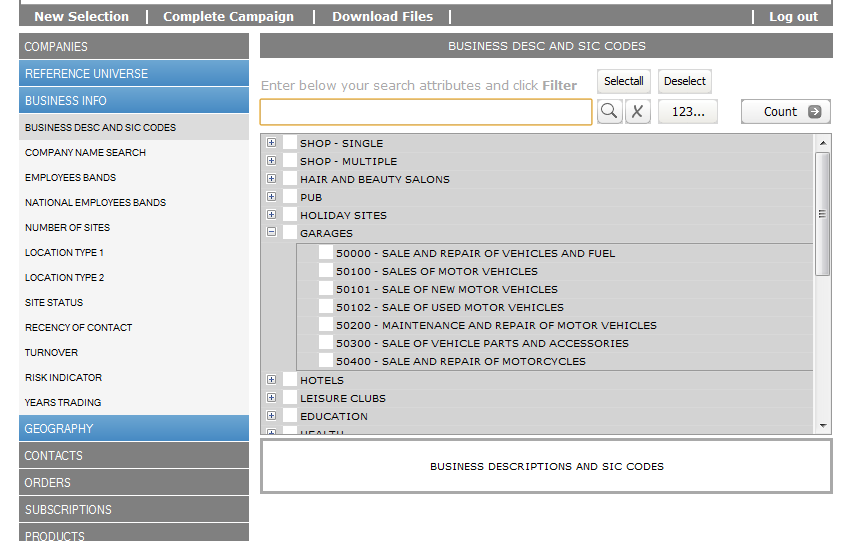 New Selection | Complete Campaign | Download Files | | Log out
COMPANIES
REFERENCE UNIVERSE
BUSINESS INFO
BUSINESS DESC AND SIC CODES
COMPANY NAME SEARCH
EMPLOYEES BANDS
NATIONAL EMPLOYEES BANDS
NUMBER OF SITES
LOCATION TYPE 1
LOCATION TYPE 2
SITE STATUS
RECENCY OF CONTACT
TURNOVER
RISK INDICATOR
YEARS TRADING
GEOGRAPHY
CONTACTS
ORDERS
SUBSCRIPTIONS
PRODUCTS
BUSINESS DESC AND SIC CODES
Enter below your search attributes and click Filter
Selectall Deselect
123... Count
SHOP - SINGLE
SHOP - MULTIPLE
HAIR AND BEAUTY SALONS
PUB
HOLIDAY SITES
GARAGES
50000 - SALE AND REPAIR OF VEHICLES AND FUEL
50100 - SALES OF MOTOR VEHICLES
50101 - SALE OF NEW MOTOR VEHICLES
50102 - SALE OF USED MOTOR VEHICLES
50200 - MAINTENANCE AND REPAIR OF MOTOR VEHICLES
50300 - SALE OF VEHICLE PARTS AND ACCESSORIES
50400 - SALE AND REPAIR OF MOTORCYCLES
HOTELS
LEISURE CLUBS
EDUCATION
HEALTH
BUSINESS DESCRIPTIONS AND SIC CODES